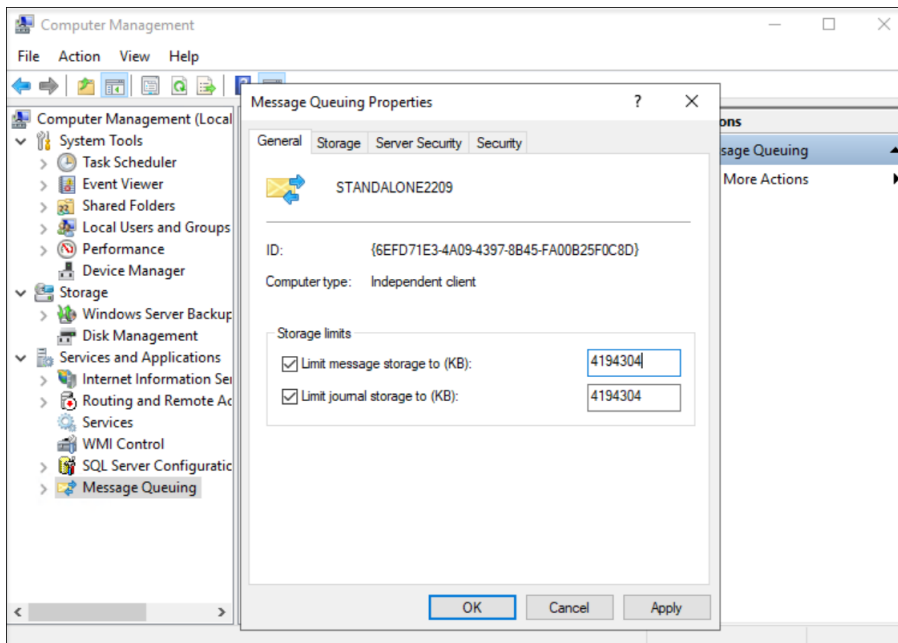 Computer Management
File Action View Help
Computer Management (Local
System Tools
Task Scheduler
Event Viewer
Shared Folders
Local Users and Groups
Performance
Device Manager
Storage
Windows Server Backup
Disk Management
Services and Applications
Internet Information Se
Routing and Remote Ac
Services
WMI Control
SQL Server Configuratic
Message Queuing
Message Queuing Properties
?
General Storage Server Security Security
STANDALONE2209
ID: {6EFD71E3-4A09-4397-8B45-FA00B25F0C8D}
Computer type: Independent client
Storage limits
Limit message storage to (KB): 4194304
Limit journal storage to (KB): 4194304
OK Cancel Apply
ons
sage Queuing
More Actions